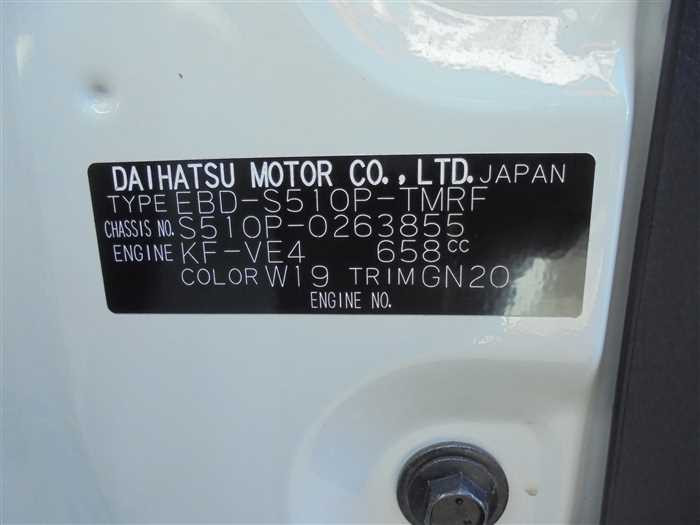 DAIHATSU MOTOR CO.,LTD. JAPAN
TYPE EBD-S510P-TMRF
CHASSIS NO. S510P-0263855
ENGINE KF-VE4 658cc
COLOR W19 TRIM GN20
ENGINE NO.